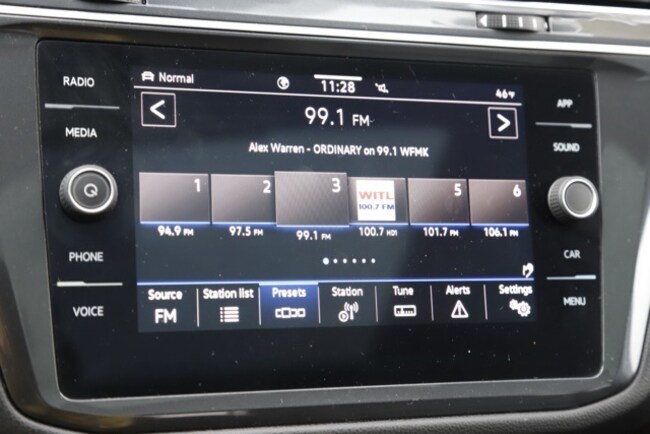 RADIO
MEDIA
PHONE
VOICE
Normal
11:28
46°F
99.1 FM
Alex Warren - ORDINARY on 99.1 WFMK
1 2 3 WITL 100.7 FM 5 6
94.9 FM 97.5 FM 99.1 FM 100.7 HD1 101.7 FM 106.1 FM
Source Station list Presets Station Tune Alerts Settings
FM
APP
SOUND
CAR
MENU